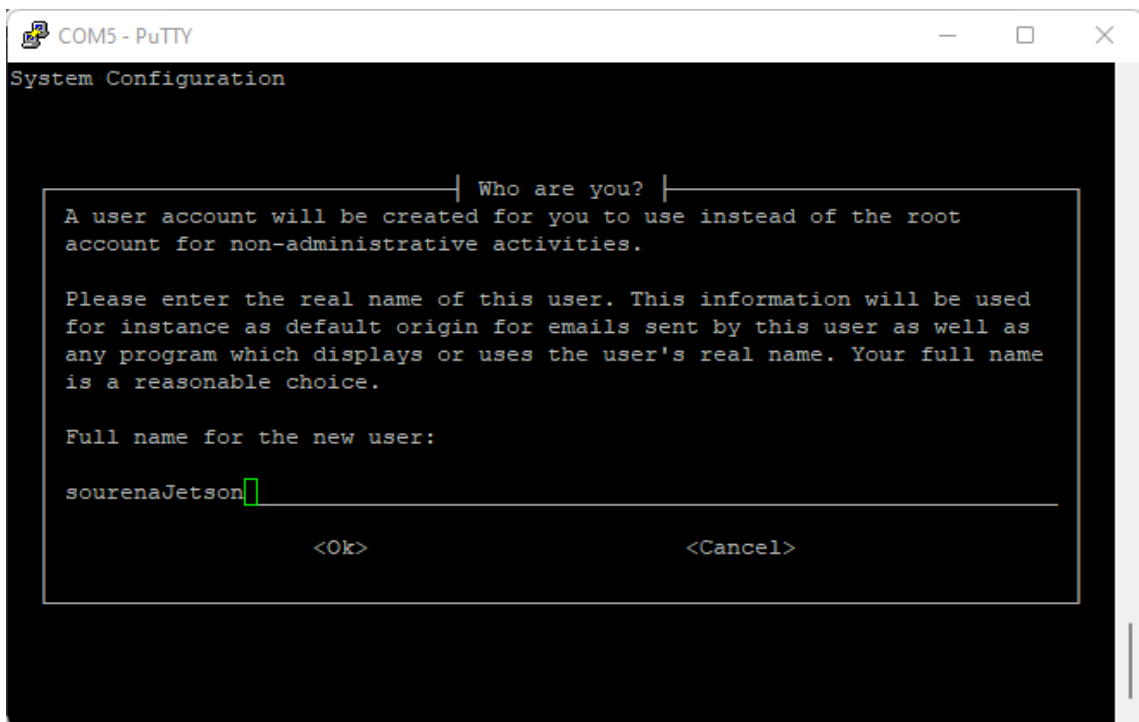 COM5 - PuTTY
System Configuration
Who are you?
A user account will be created for you to use instead of the root
account for non-administrative activities.
Please enter the real name of this user. This information will be used
for instance as default origin for emails sent by this user as well as
any program which displays or uses the user's real name. Your full name
is a reasonable choice.
Full name for the new user:
sourenaJetson
<Ok> <Cancel>